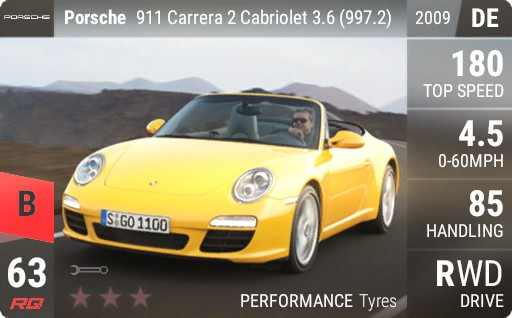 PORSCHE Porsche 911 Carrera 2 Cabriolet 3.6 (997.2) 2009 DE
180
TOP SPEED
4.5
0-60MPH
B
85
HANDLING
S GO 1100
63
RQ
RWD
DRIVE
PERFORMANCE Tyres